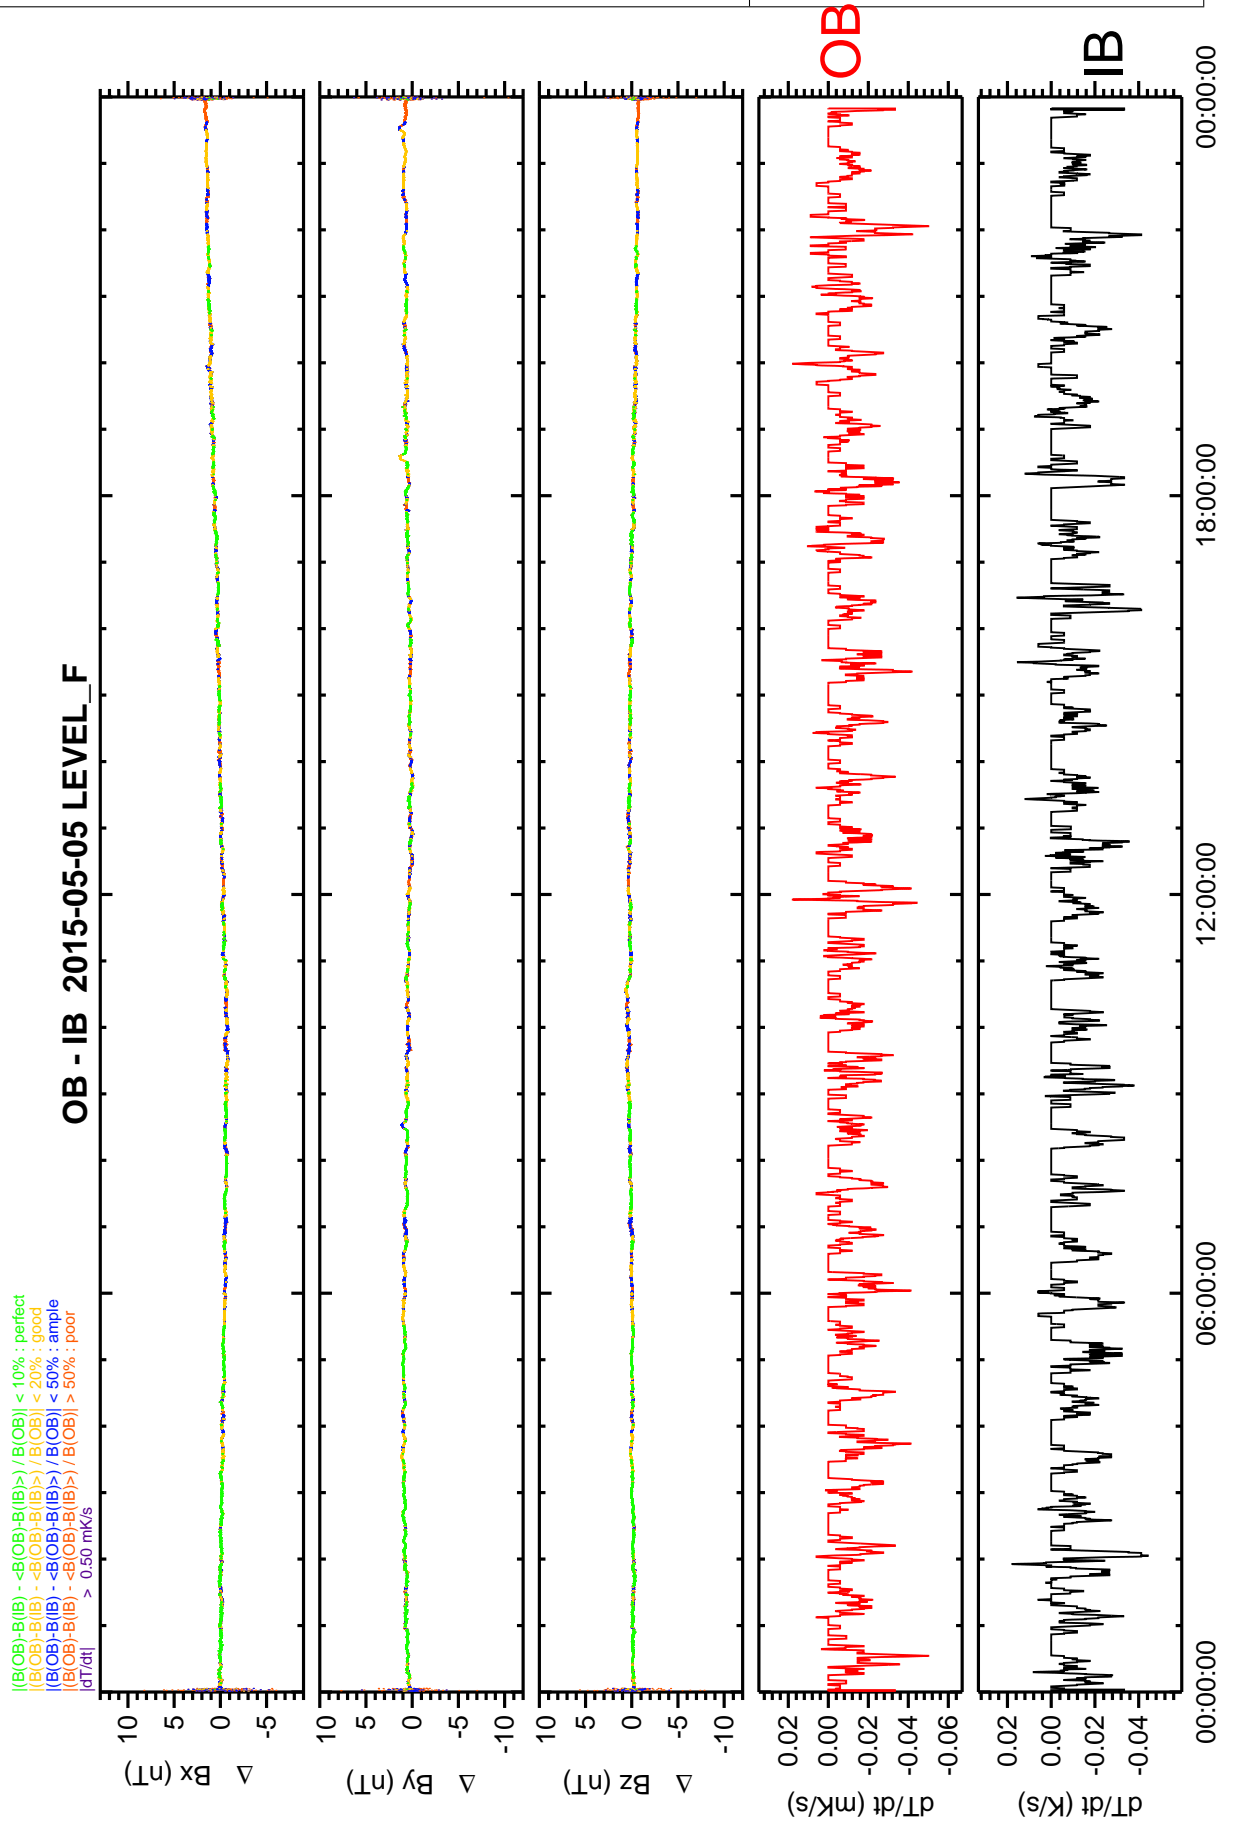 OB - IB  2015-05-05 LEVEL_F
|(B(OB)-B(IB) - <B(OB)-B(IB)>) / B(OB)| < 10% : perfect
|(B(OB)-B(IB) - <B(OB)-B(IB)>) / B(OB)| < 20% : good
|(B(OB)-B(IB) - <B(OB)-B(IB)>) / B(OB)| < 50% : ample
|(B(OB)-B(IB) - <B(OB)-B(IB)>) / B(OB)| > 50% : poor
|dT/dt| > 0.50 mK/s
Δ Bx (nT)
10
5
0
-5
Δ By (nT)
10
5
0
-5
-10
Δ Bz (nT)
10
5
0
-5
-10
dT/dt (mK/s)
0.02
0.00
-0.02
-0.04
-0.06
OB
dT/dt (K/s)
0.02
0.00
-0.02
-0.04
IB
00:00:00
06:00:00
12:00:00
18:00:00
00:00:00